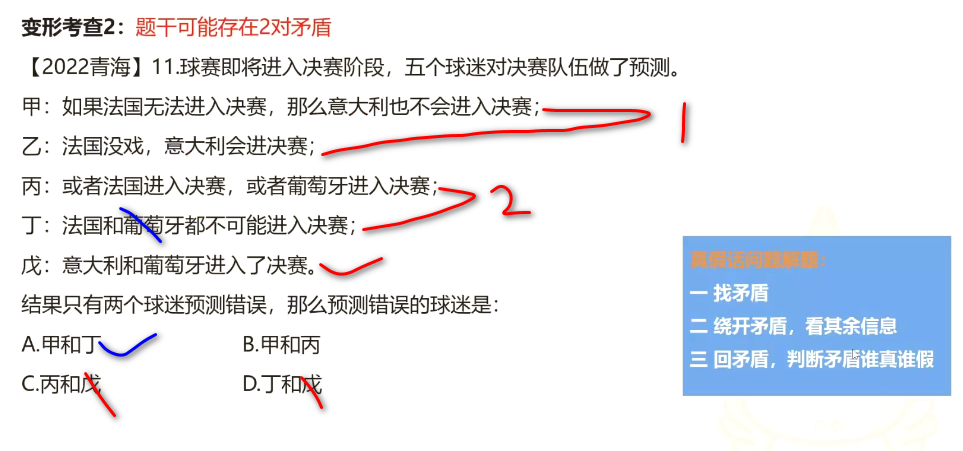 变形考查2：题干可能存在2对矛盾
【2022青海】11.球赛即将进入决赛阶段，五个球迷对决赛队伍做了预测。
甲：如果法国无法进入决赛，那么意大利也不会进入决赛；
1
乙：法国没戏，意大利会进决赛；
丙：或者法国进入决赛，或者葡萄牙进入决赛；
2
丁：法国和葡萄牙都不可能进入决赛；
戊：意大利和葡萄牙进入了决赛。
结果只有两个球迷预测错误，那么预测错误的球迷是：
A.甲和丁 B.甲和丙
C.丙和戊 D.丁和戊
真假话问题解题：
一 找矛盾
二 绕开矛盾，看其余信息
三 回矛盾，判断矛盾谁真谁假